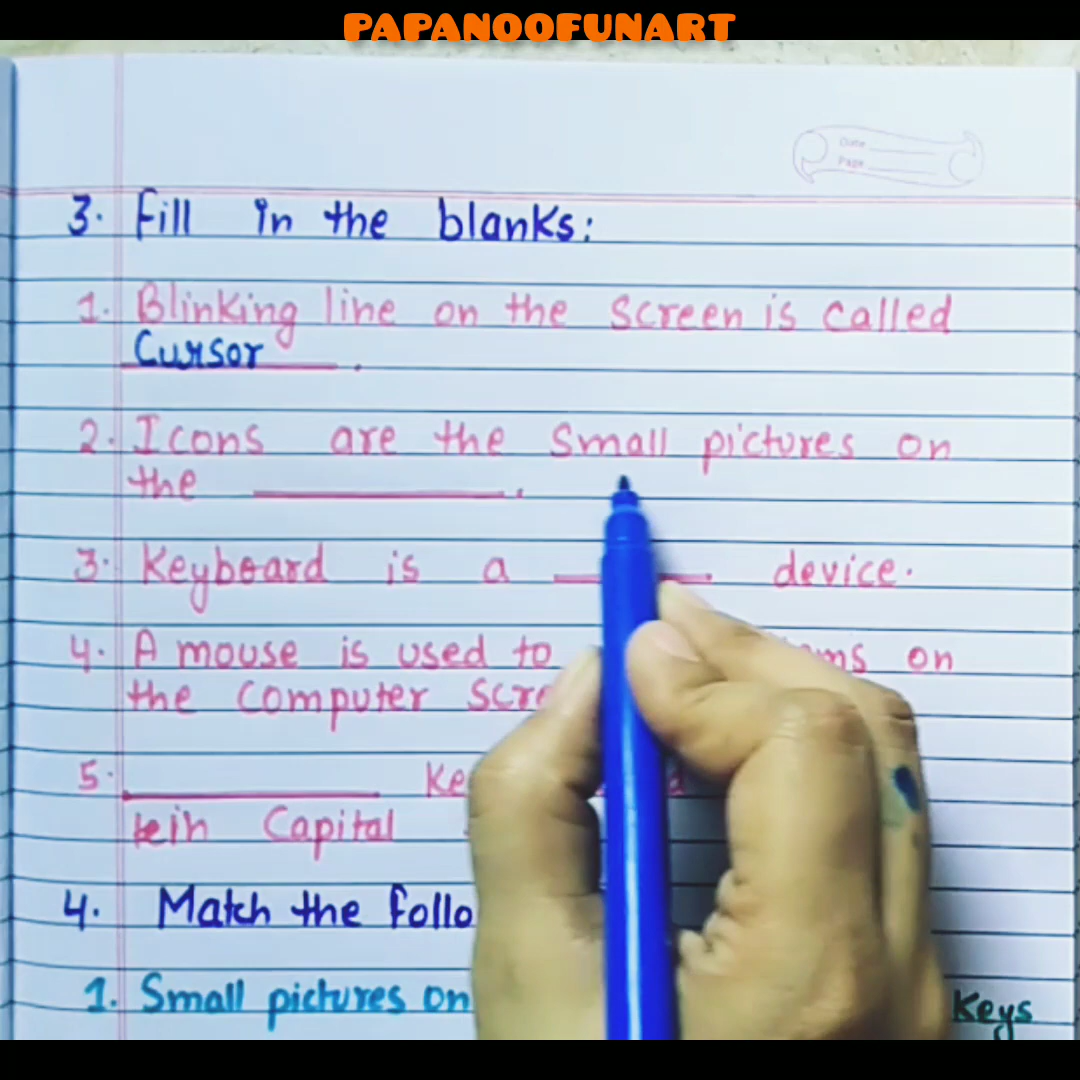 PAPANOOFUNART
Date
Page
3. Fill in the blanks:
1. Blinking line on the screen is called
Cursor .
2. Icons are the Small pictures on
the .
3. Keyboard is a device.
4. A mouse is used to on
the Computer
5.
in Capital
4. Match the
1. Small pictures on Keys